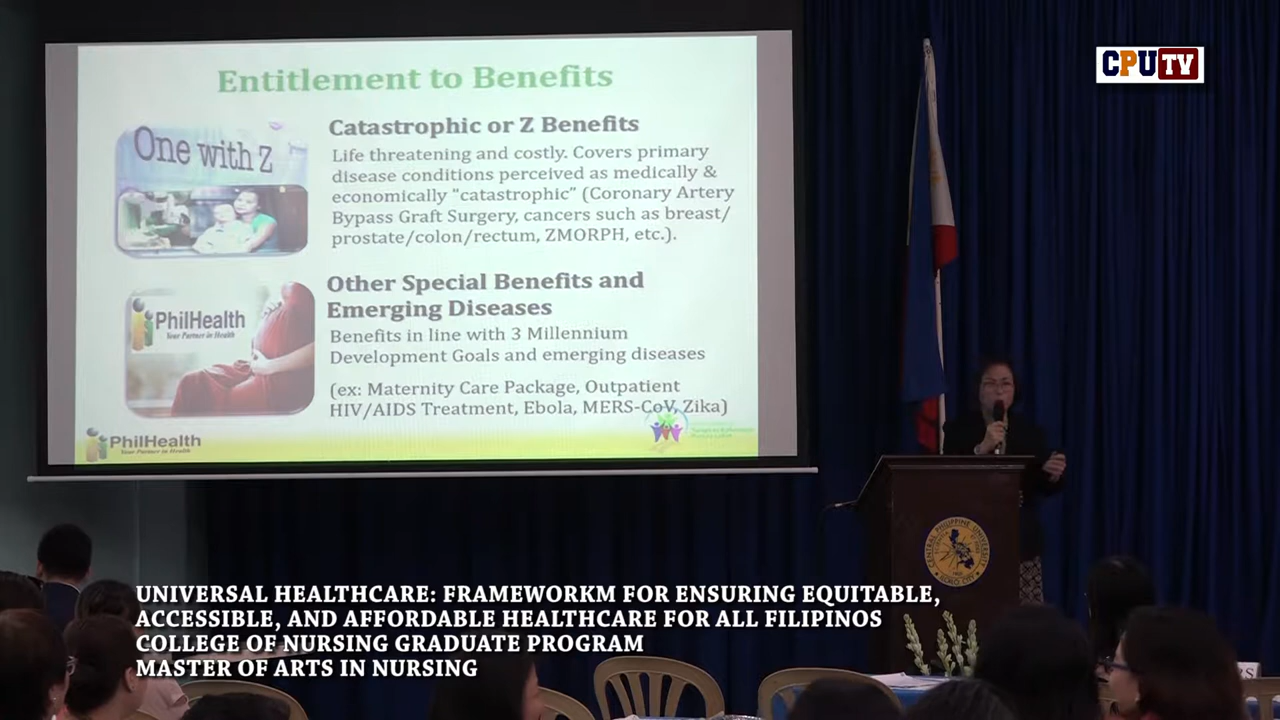 CPUTV
Entitlement to Benefits
One with Z
Catastrophic or Z Benefits
Life threatening and costly. Covers primary
disease conditions perceived as medically &
economically “catastrophic” (Coronary Artery
Bypass Graft Surgery, cancers such as breast/
prostate/colon/rectum, ZMORPH, etc.).
PhilHealth
Your Partner in Health
Other Special Benefits and
Emerging Diseases
Benefits in line with 3 Millennium
Development Goals and emerging diseases
(ex: Maternity Care Package, Outpatient
HIV/AIDS Treatment, Ebola, MERS-CoV, Zika)
PhilHealth
Your Partner in Health
CENTRAL PHILIPPINE UNIVERSITY
ILOILO CITY
UNIVERSAL HEALTHCARE: FRAMEWORKM FOR ENSURING EQUITABLE,
ACCESSIBLE, AND AFFORDABLE HEALTHCARE FOR ALL FILIPINOS
COLLEGE OF NURSING GRADUATE PROGRAM
MASTER OF ARTS IN NURSING